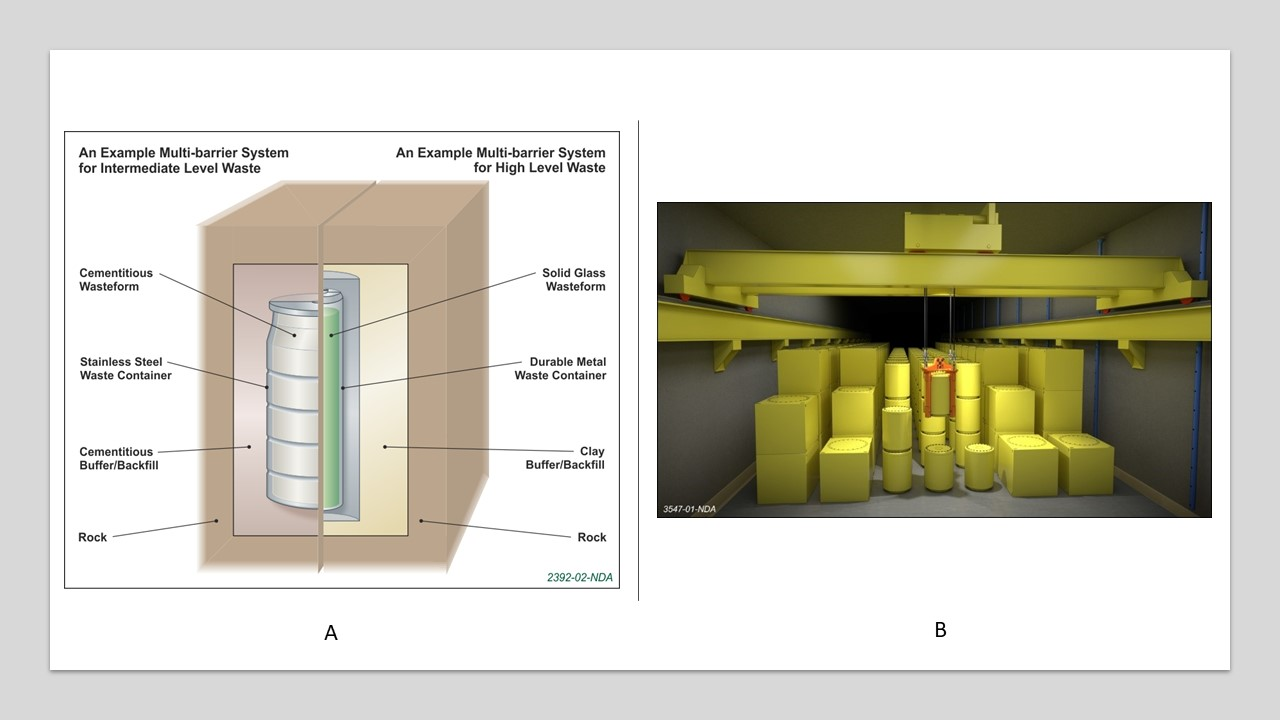 An Example Multi-barrier System
for Intermediate Level Waste
An Example Multi-barrier System
for High Level Waste
Cementitious
Wasteform
Solid Glass
Wasteform
Stainless Steel
Waste Container
Durable Metal
Waste Container
Cementitious
Buffer/Backfill
Clay
Buffer/Backfill
Rock
Rock
2392-02-NDA
A
3547-01-NDA
B